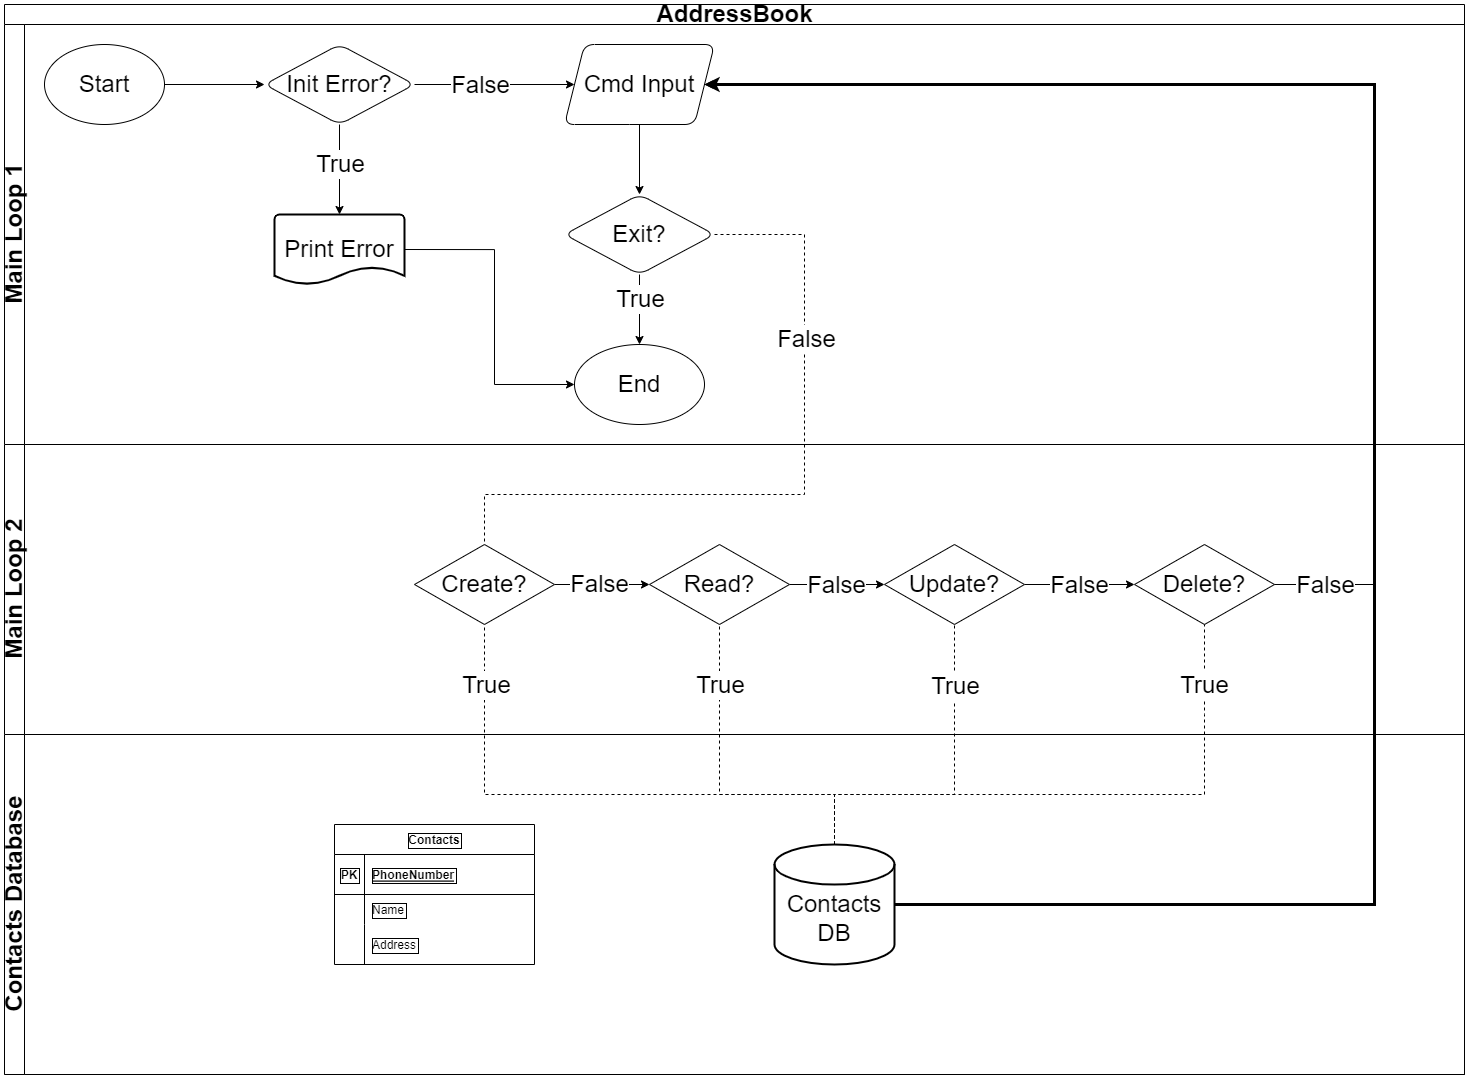 AddressBook
Main Loop 1
Start
Init Error?
False
Cmd Input
True
Print Error
Exit?
True
False
End
Main Loop 2
Create?
False
Read?
False
Update?
False
Delete?
False
True
True
True
True
Contacts Database
Contacts
PK
PhoneNumber
Name
Address
Contacts
DB